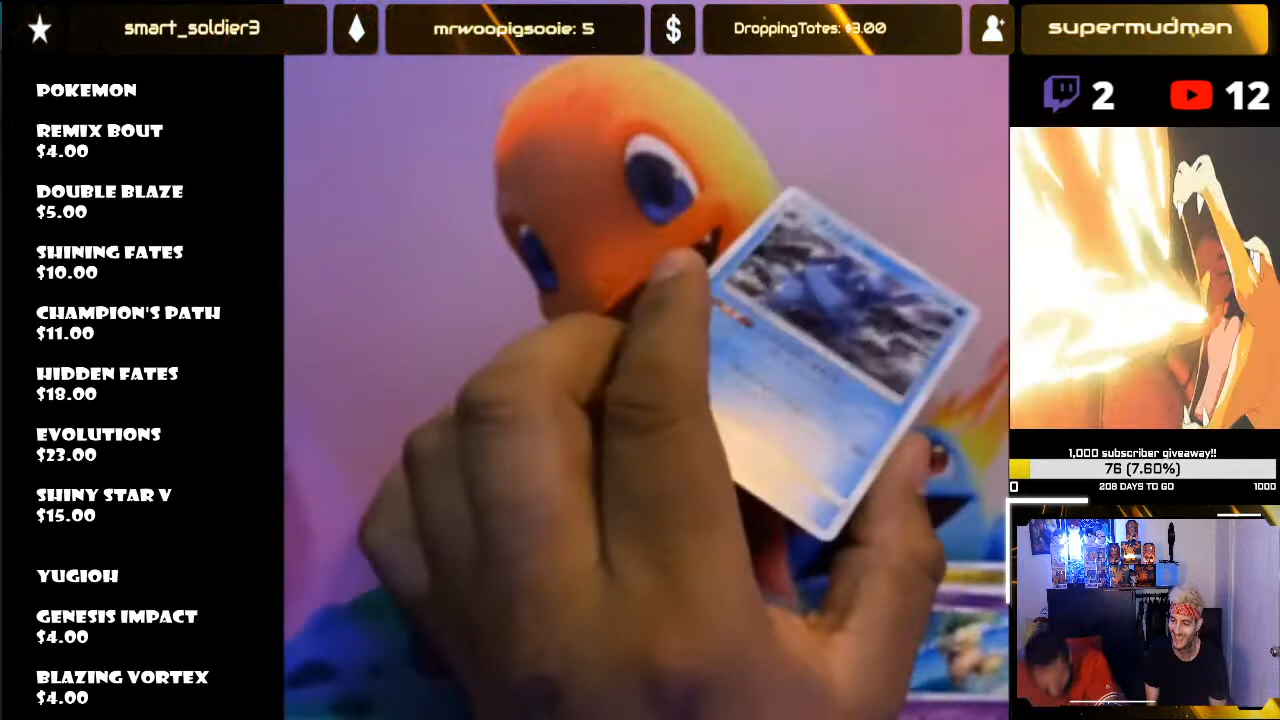 smart_soldier3
mrwoopigsooie: 5
$
DroppingTotes: $3.00
supermudman
POKEMON
REMIX BOUT
$4.00
DOUBLE BLAZE
$5.00
SHINING FATES
$10.00
CHAMPION'S PATH
$11.00
HIDDEN FATES
$18.00
EVOLUTIONS
$23.00
SHINY STAR V
$15.00
YUGIOH
GENESIS IMPACT
$4.00
BLAZING VORTEX
$4.00
2
12
1,000 subscriber giveaway!!
76 (7.60%)
0
208 DAYS TO GO
1000